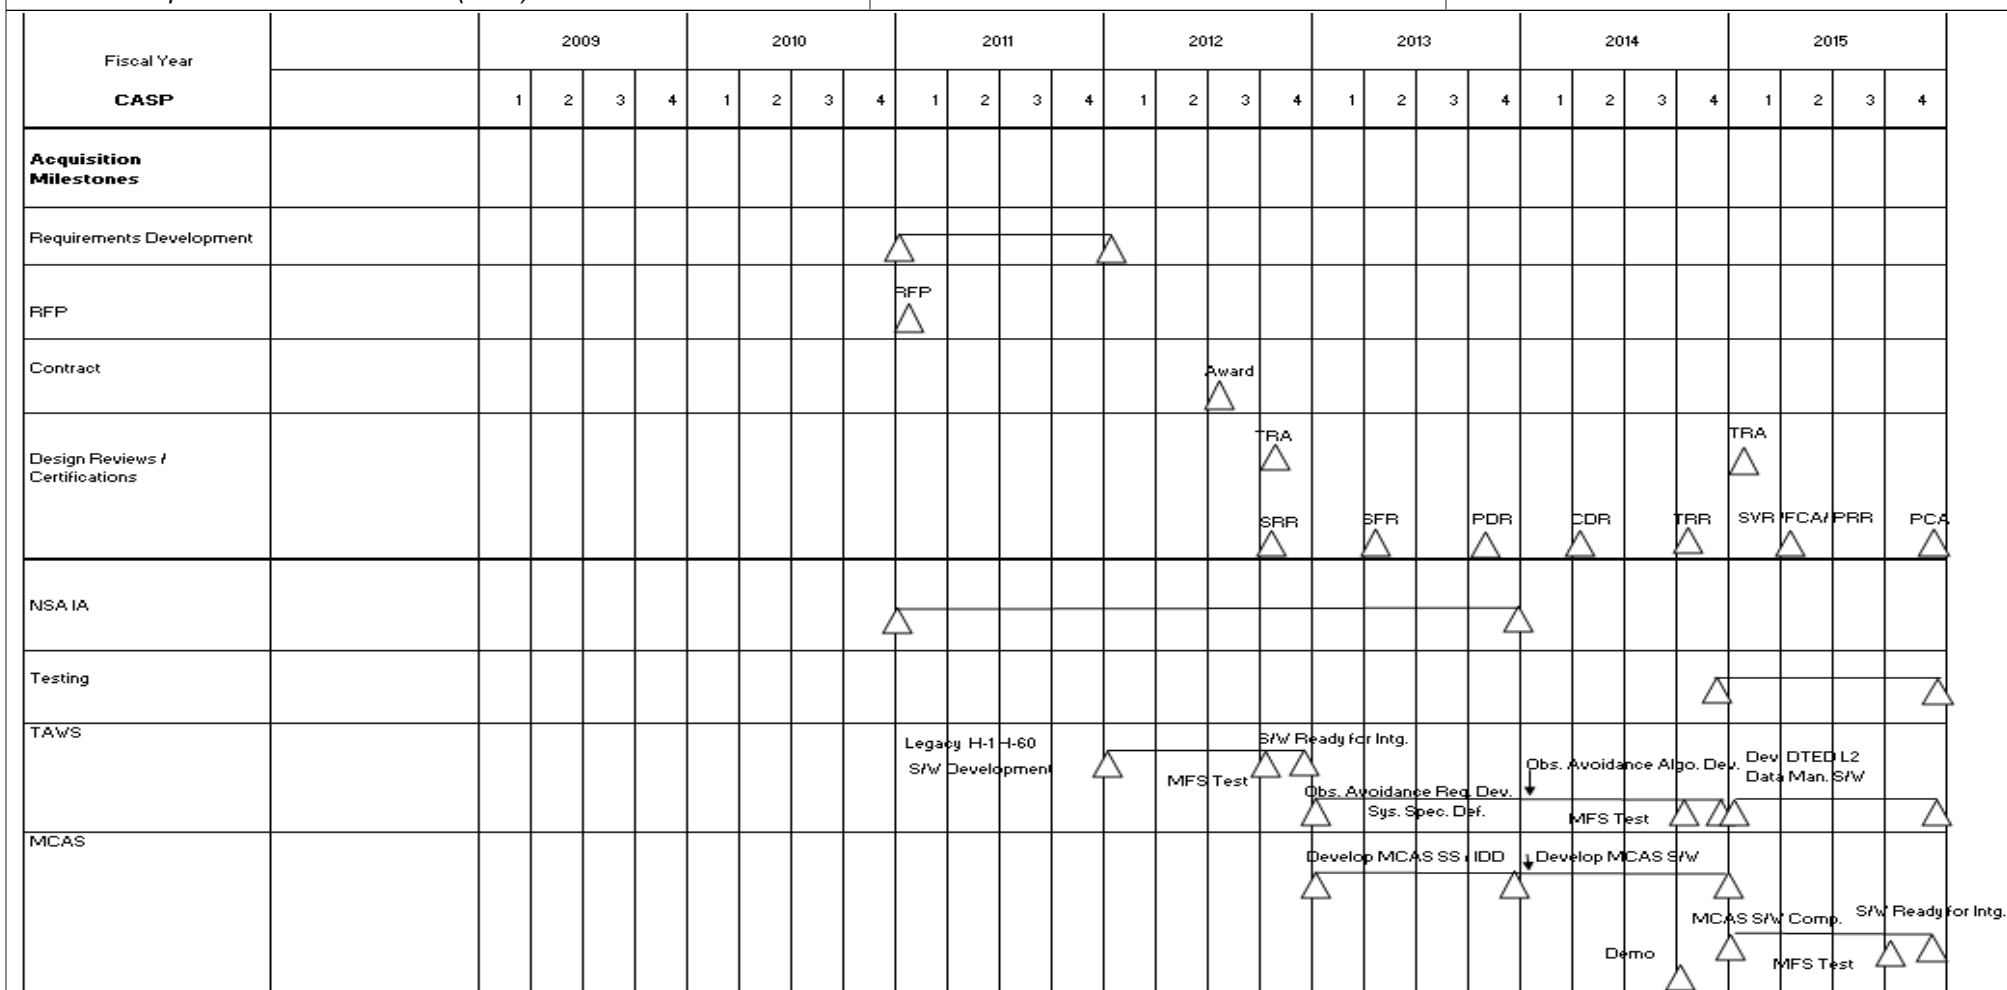 2009 2010 2011 2012 2013 2014 2015
Fiscal Year
CASP
1 2 3 4 1 2 3 4 1 2 3 4 1 2 3 4 1 2 3 4 1 2 3 4 1 2 3 4
Acquisition
Milestones
Requirements Development
RFP
RFP
Contract
Award
TRA TRA
Design Reviews /
Certifications
SRR SFR PDR CDR TRR SVR /FCA/ PRR PCA
NSA IA
Testing
TAWS
Legacy H-1 H-60
S/W Development
MFS Test
S/W Ready for Intg.
Obs. Avoidance Req. Dev.
Sys. Spec. Def.
Obs. Avoidance Algo. Dev.
MFS Test
Dev DTED L2
Data Man. S/W
MCAS
Develop MCAS SS / IDD
Develop MCAS S/W
MCAS S/W Comp.
S/W Ready for Intg.
Demo
MFS Test